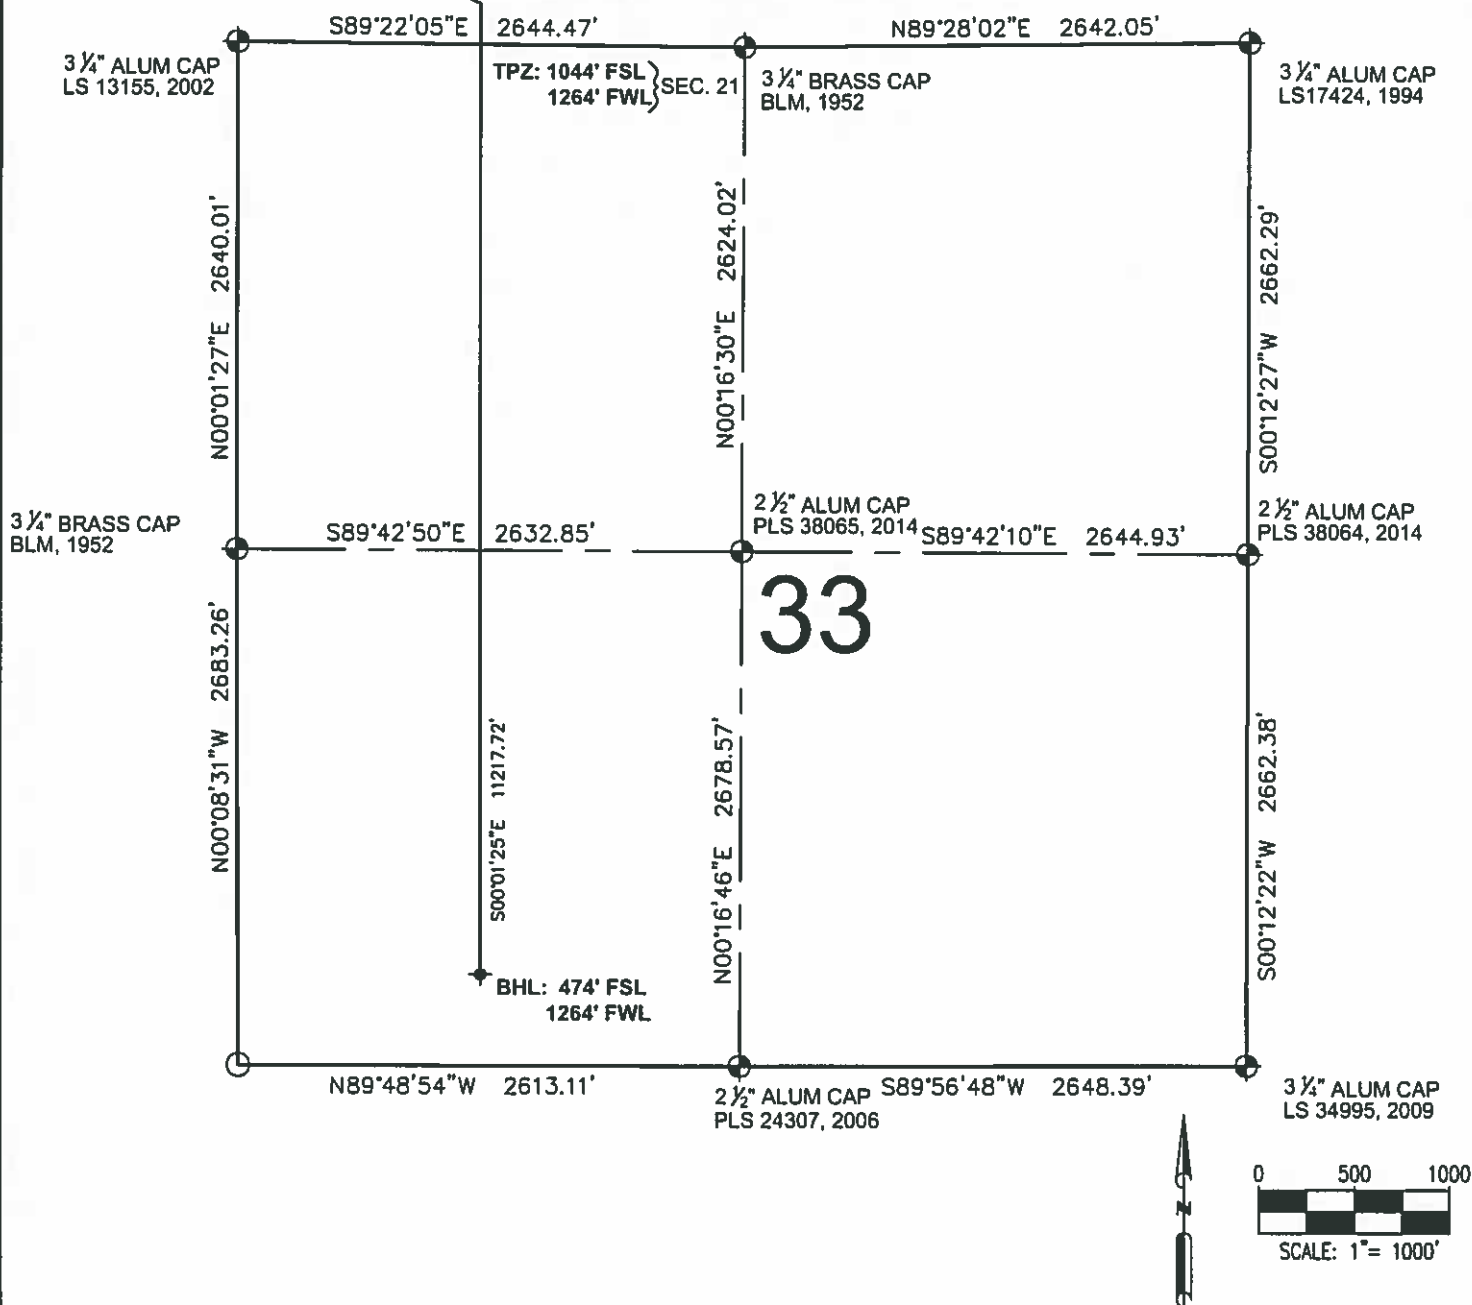 S89°22'05"E 2644.47'
N89°28'02"E 2642.05'
3 ¼" ALUM CAP
LS 13155, 2002
TPZ: 1044' FSL
1264' FWL
SEC. 21
3 ¼" BRASS CAP
BLM, 1952
3 ¼" ALUM CAP
LS17424, 1994
N00°01'27"E 2640.01'
N00°16'30"E 2624.02'
S00°12'27"W 2662.29'
3 ¼" BRASS CAP
BLM, 1952
S89°42'50"E 2632.85'
2 ½" ALUM CAP
PLS 38065, 2014
S89°42'10"E 2644.93'
2 ½" ALUM CAP
PLS 38064, 2014
33
N00°08'31"W 2683.26'
S00°01'25"E 11217.72'
N00°16'46"E 2678.57'
S00°12'22"W 2662.38'
BHL: 474' FSL
1264' FWL
N89°48'54"W 2613.11'
2 ½" ALUM CAP
PLS 24307, 2006
S89°56'48"W 2648.39'
3 ¼" ALUM CAP
LS 34995, 2009
N
0 500 1000
SCALE: 1"= 1000'